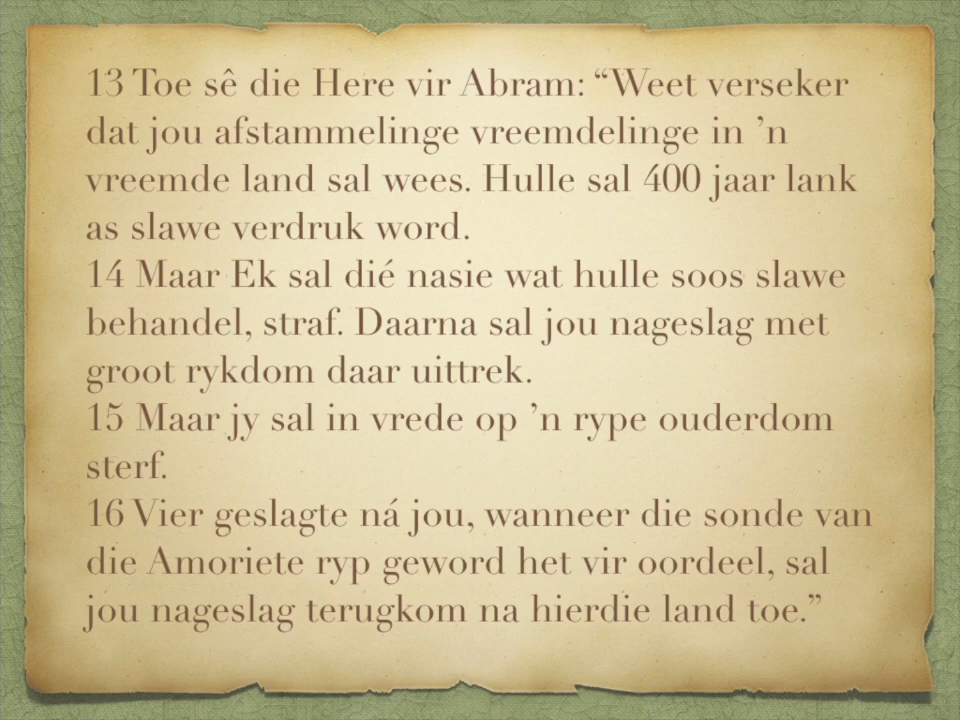 13 Toe sê die Here vir Abram: “Weet verseker
dat jou afstammelinge vreemdelinge in ’n
vreemde land sal wees. Hulle sal 400 jaar lank
as slawe verdruk word.
14 Maar Ek sal dié nasie wat hulle soos slawe
behandel, straf. Daarna sal jou nageslag met
groot rykdom daar uittrek.
15 Maar jy sal in vrede op ’n rype ouderdom
sterf.
16 Vier geslagte ná jou, wanneer die sonde van
die Amoriete ryp geword het vir oordeel, sal
jou nageslag terugkom na hierdie land toe.”